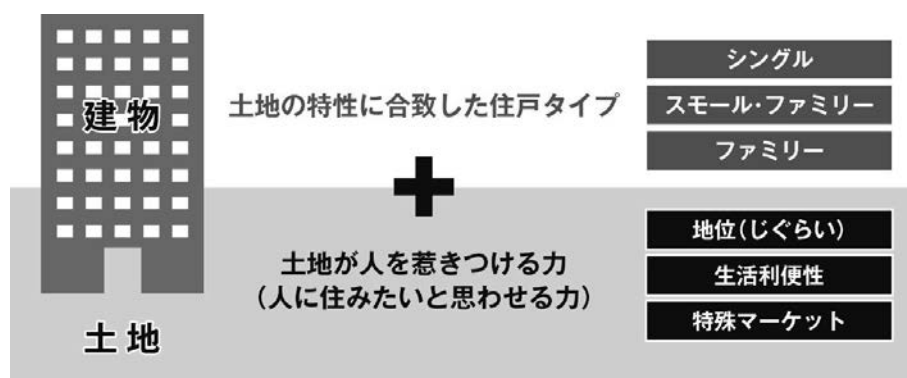 建物
土地の特性に合致した住戸タイプ
シングル
スモール・ファミリー
ファミリー
土地
土地が人を惹きつける力
(人に住みたいと思わせる力)
地位(じぐらい)
生活利便性
特殊マーケット